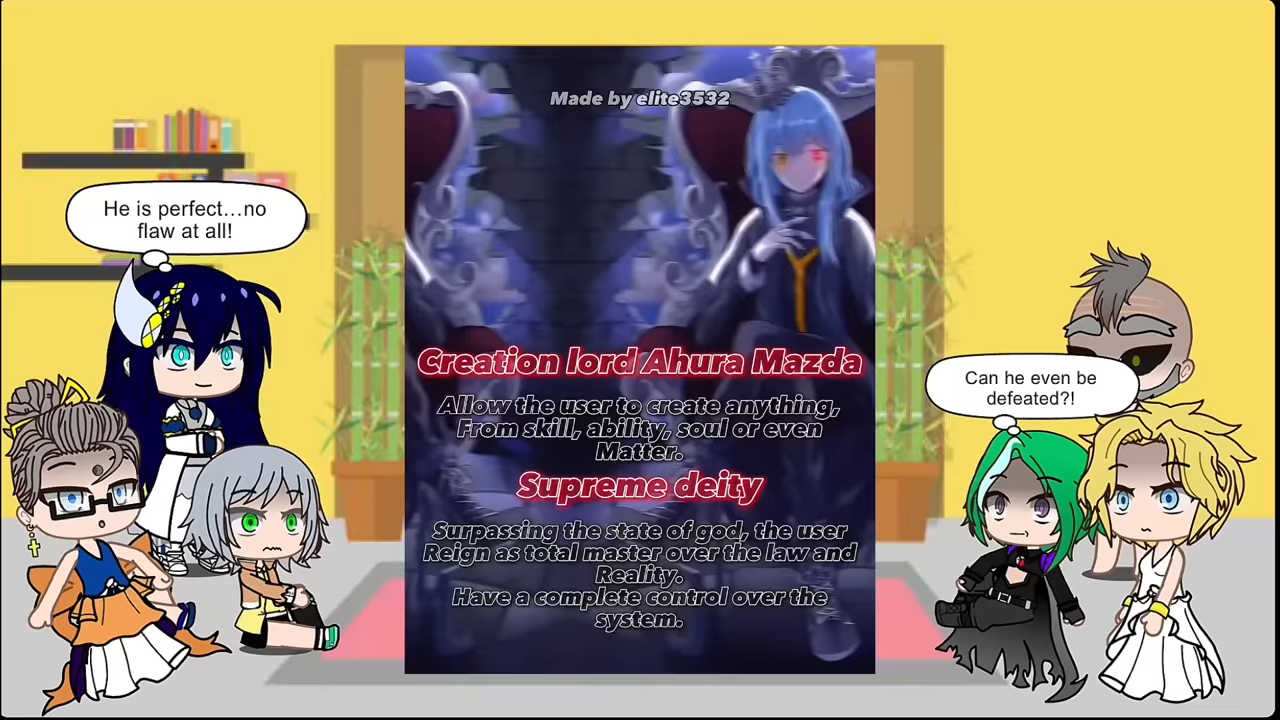 Made by elite3532
He is perfect...no
flaw at all!
Creation lord Ahura Mazda
Can he even be
defeated?!
Allow the user to create anything,
From skill, ability, soul or even
Matter.
Supreme deity
Surpassing the state of god, the user
Reign as total master over the law and
Reality.
Have a complete control over the
system.